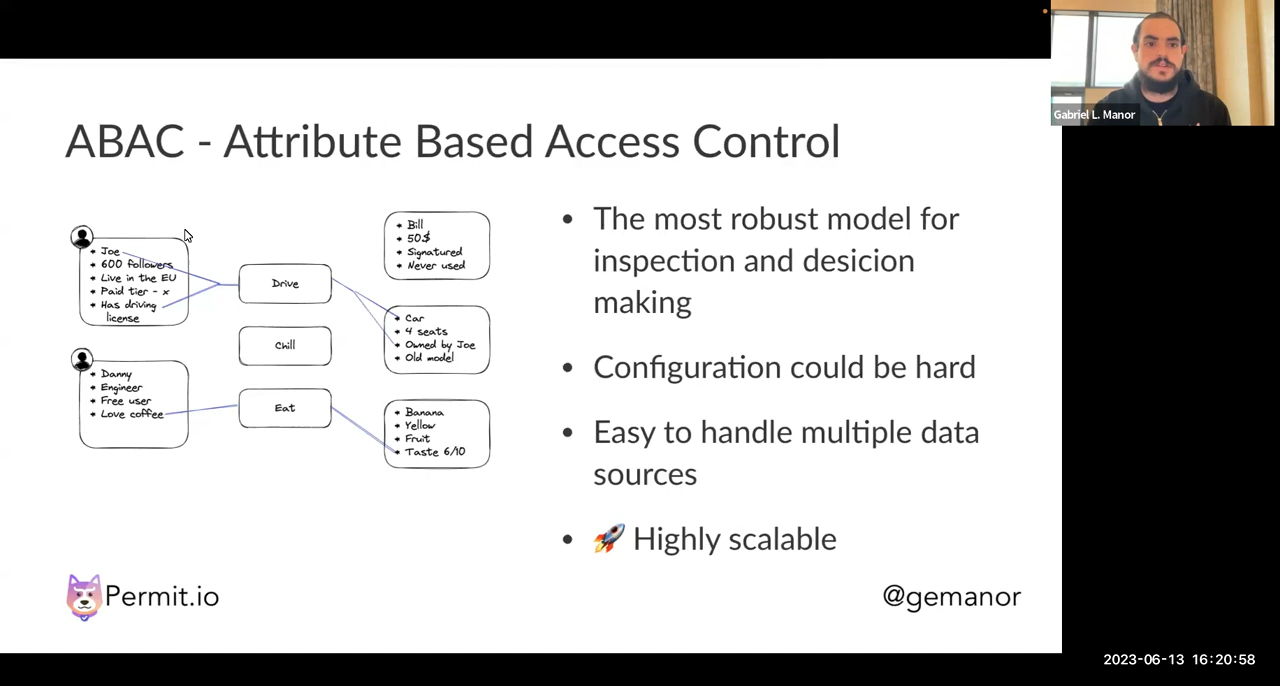 Gabriel L. Manor
ABAC - Attribute Based Access Control
* Joe
* 600 followers
* Live in the EU
* Paid tier - x
* Has driving
license
* Danny
* Engineer
* Free user
* Love coffee
Drive
Chill
Eat
* Bill
* 50$
* Signatured
* Never used
* Car
* 4 seats
* Owned by Joe
* Old model
* Banana
* Yellow
* Fruit
* Taste 6/10
• The most robust model for
inspection and desicion
making
• Configuration could be hard
• Easy to handle multiple data
sources
• 🚀 Highly scalable
Permit.io
@gemanor
2023-06-13 16:20:58